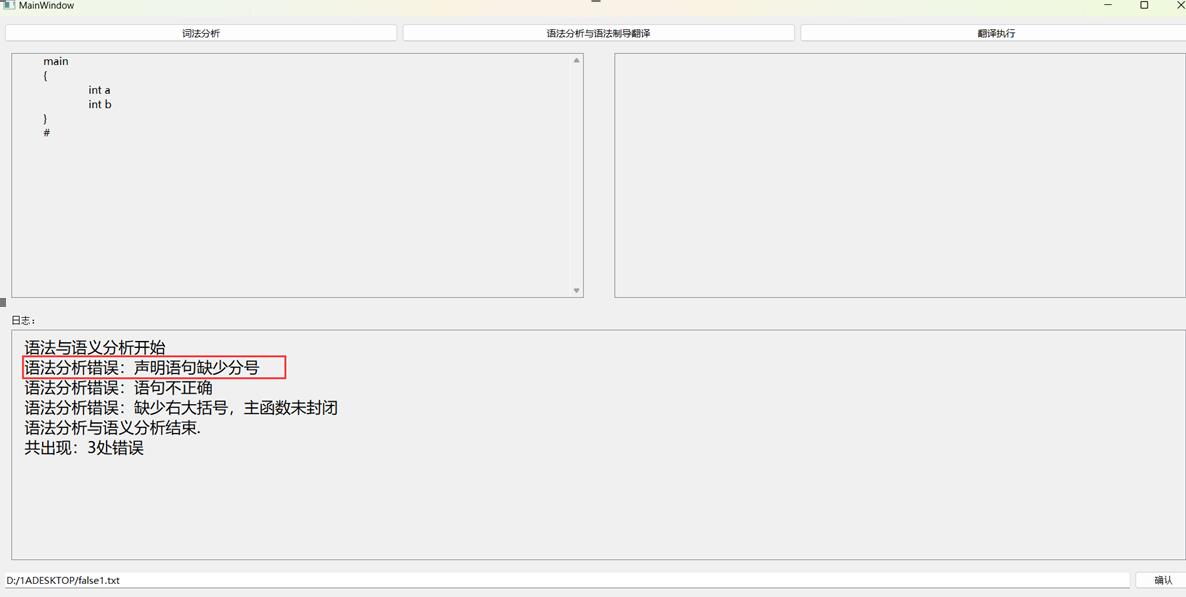 MainWindow
词法分析
语法分析与语法制导翻译
翻译执行
main
{
int a
int b
}
#
日志：
语法与语义分析开始
语法分析错误：声明语句缺少分号
语法分析错误：语句不正确
语法分析错误：缺少右大括号，主函数未封闭
语法分析与语义分析结束.
共出现：3处错误
D:/1ADESKTOP/false1.txt
确认